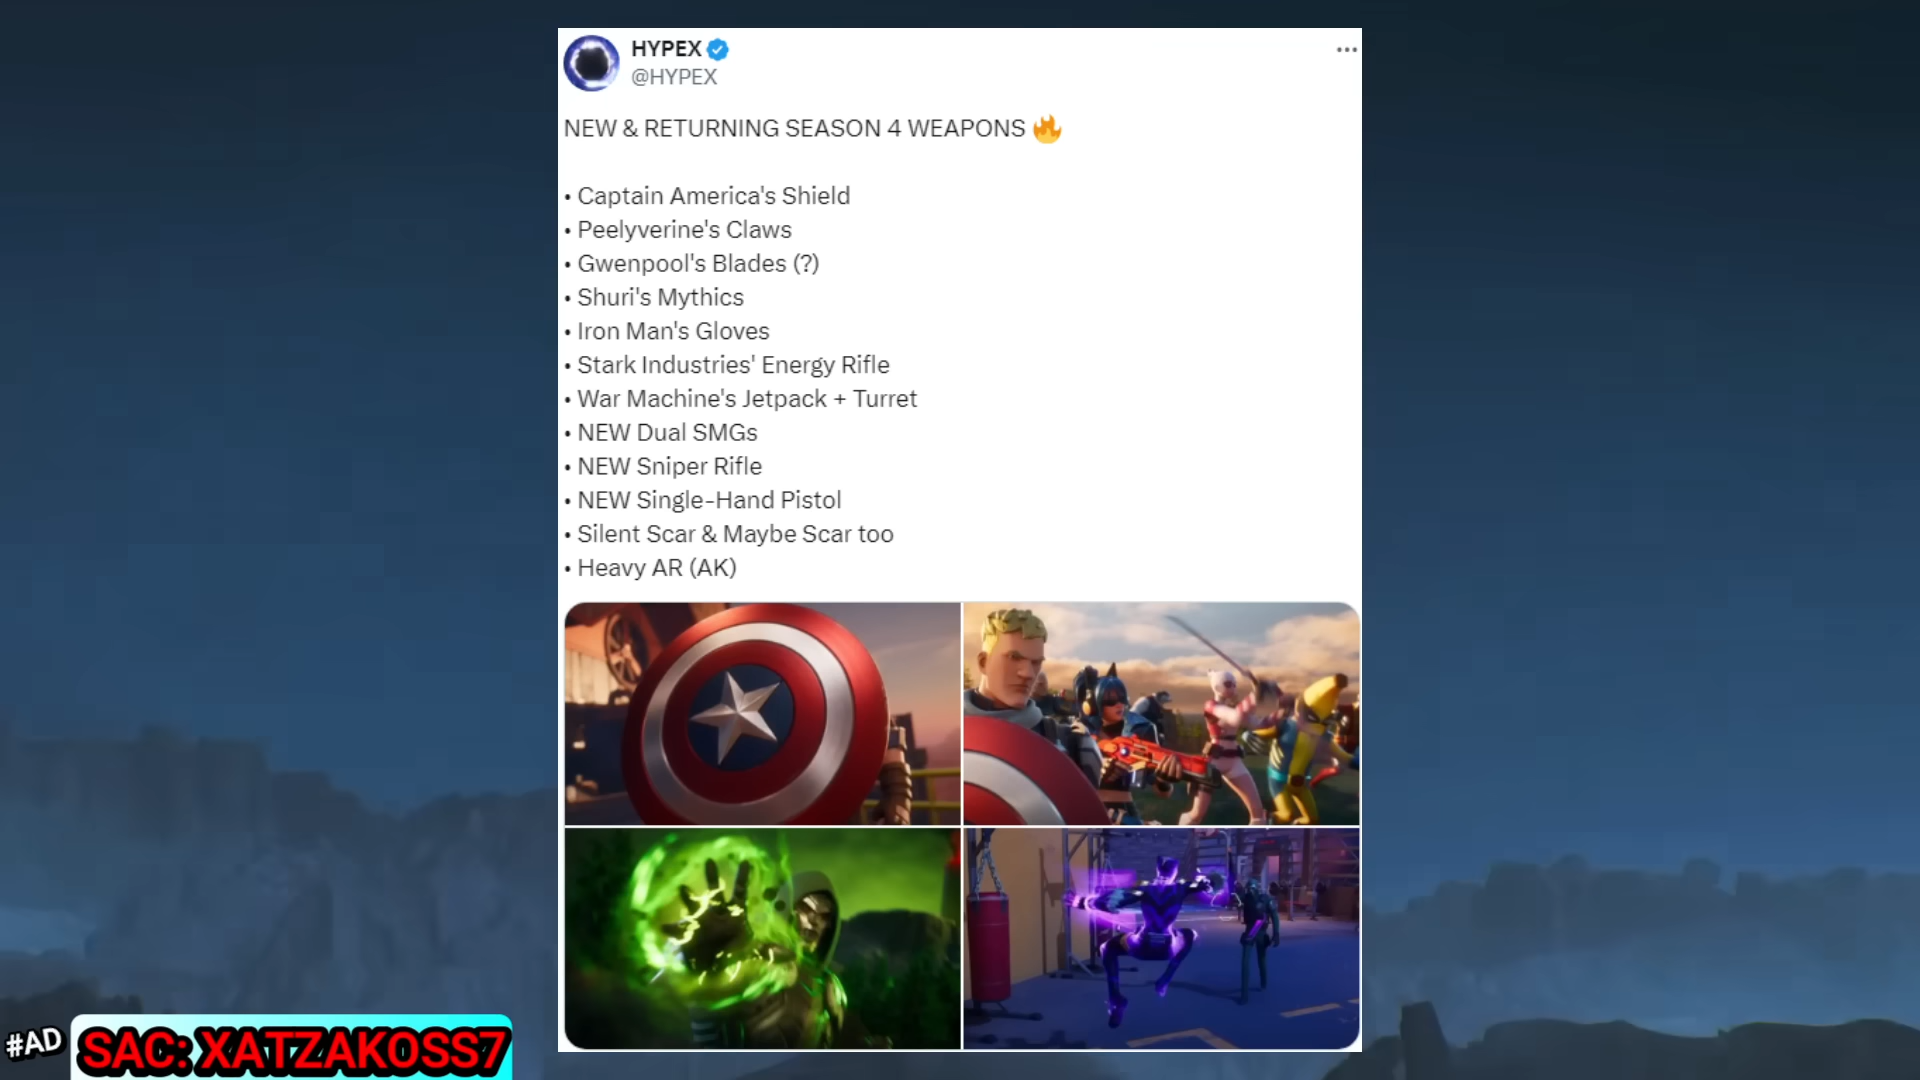 HYPEX
@HYPEX
NEW & RETURNING SEASON 4 WEAPONS 🔥
• Captain America's Shield
• Peelyverine's Claws
• Gwenpool's Blades (?)
• Shuri's Mythics
• Iron Man's Gloves
• Stark Industries' Energy Rifle
• War Machine's Jetpack + Turret
• NEW Dual SMGs
• NEW Sniper Rifle
• NEW Single-Hand Pistol
• Silent Scar & Maybe Scar too
• Heavy AR (AK)
#AD
SAC: XATZAKOSS7